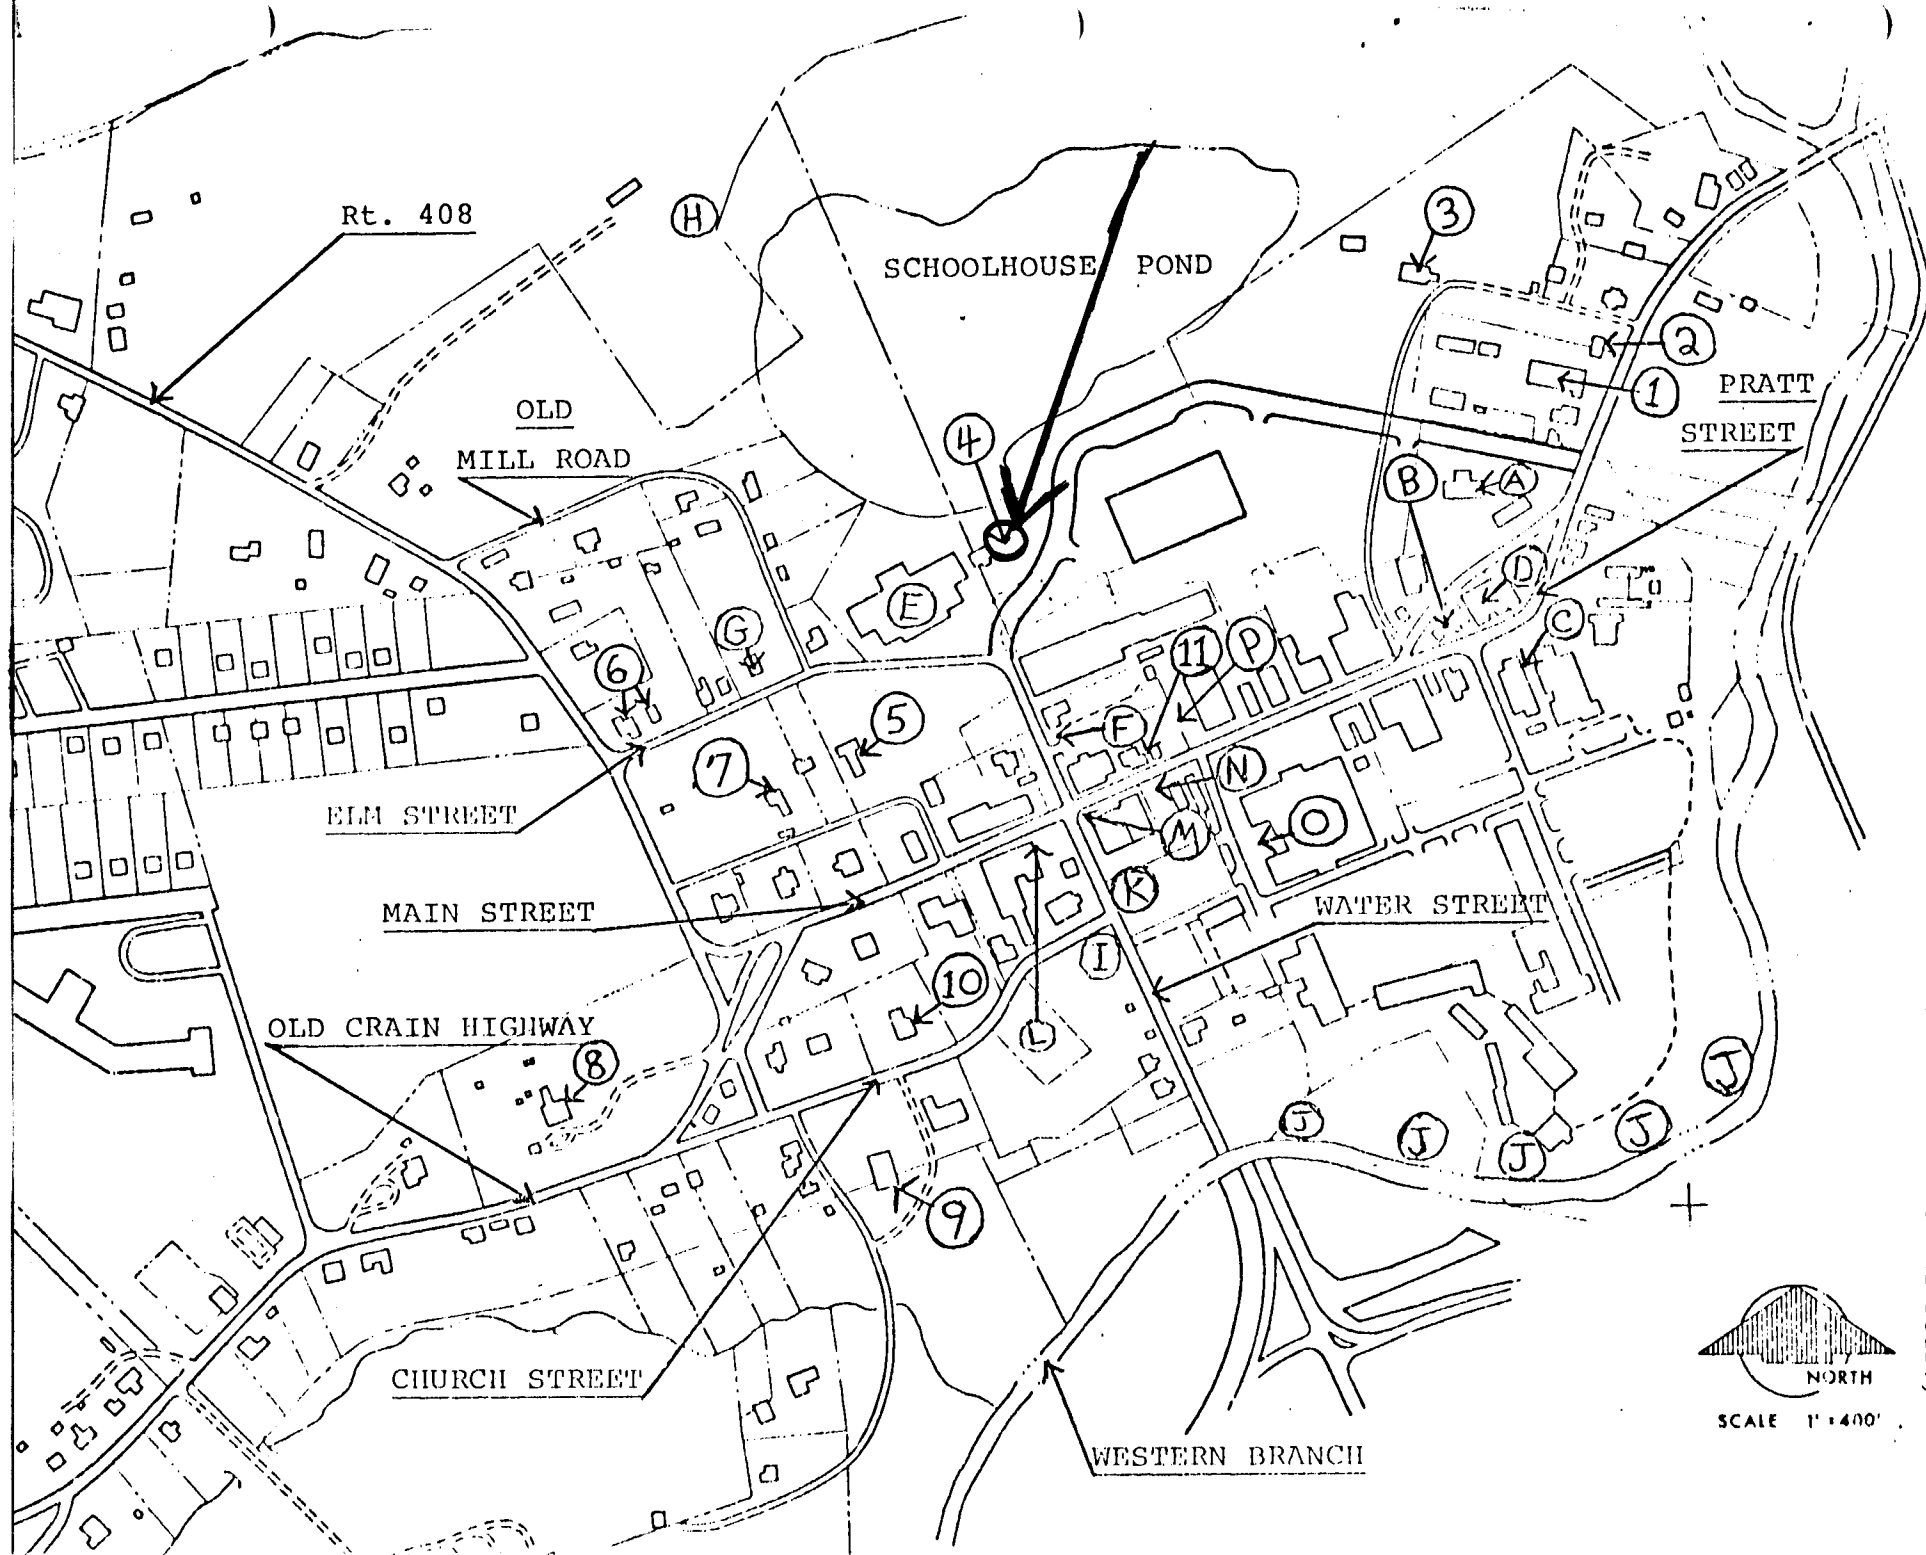 Rt. 408
H
SCHOOLHOUSE POND
3
2
1
PRATT
STREET
OLD
MILL ROAD
4
B
A
D
C
E
G
6
11
P
5
F
7
N
ELM STREET
O
M
K
MAIN STREET
WATER STREET
I
10
OLD CRAIN HIGHWAY
L
8
J
J
J
J
J
9
CHURCH STREET
WESTERN BRANCH
NORTH
SCALE 1" = 400'